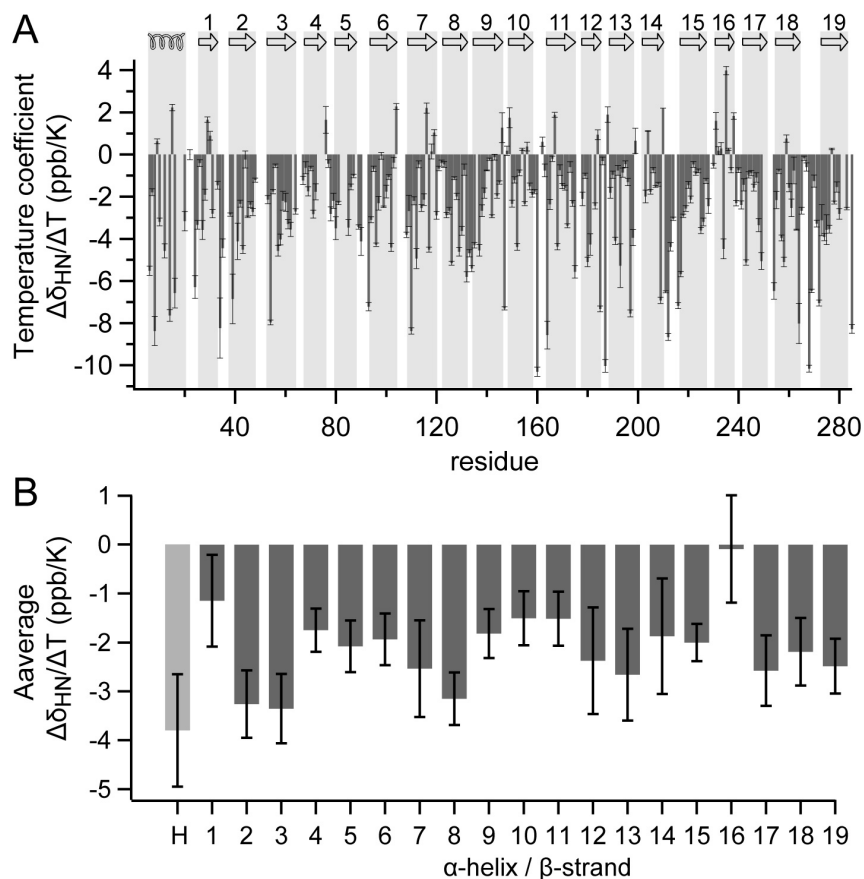 A
1 2 3 4 5 6 7 8 9 10 11 12 13 14 15 16 17 18 19
Temperature coefficient
ΔδHN/ΔT (ppb/K)
4
2
0
-2
-4
-6
-8
-10
40 80 120 160 200 240 280
residue
B
Aaverage
ΔδHN/ΔT (ppb/K)
1
0
-1
-2
-3
-4
-5
H 1 2 3 4 5 6 7 8 9 10 11 12 13 14 15 16 17 18 19
α-helix / β-strand